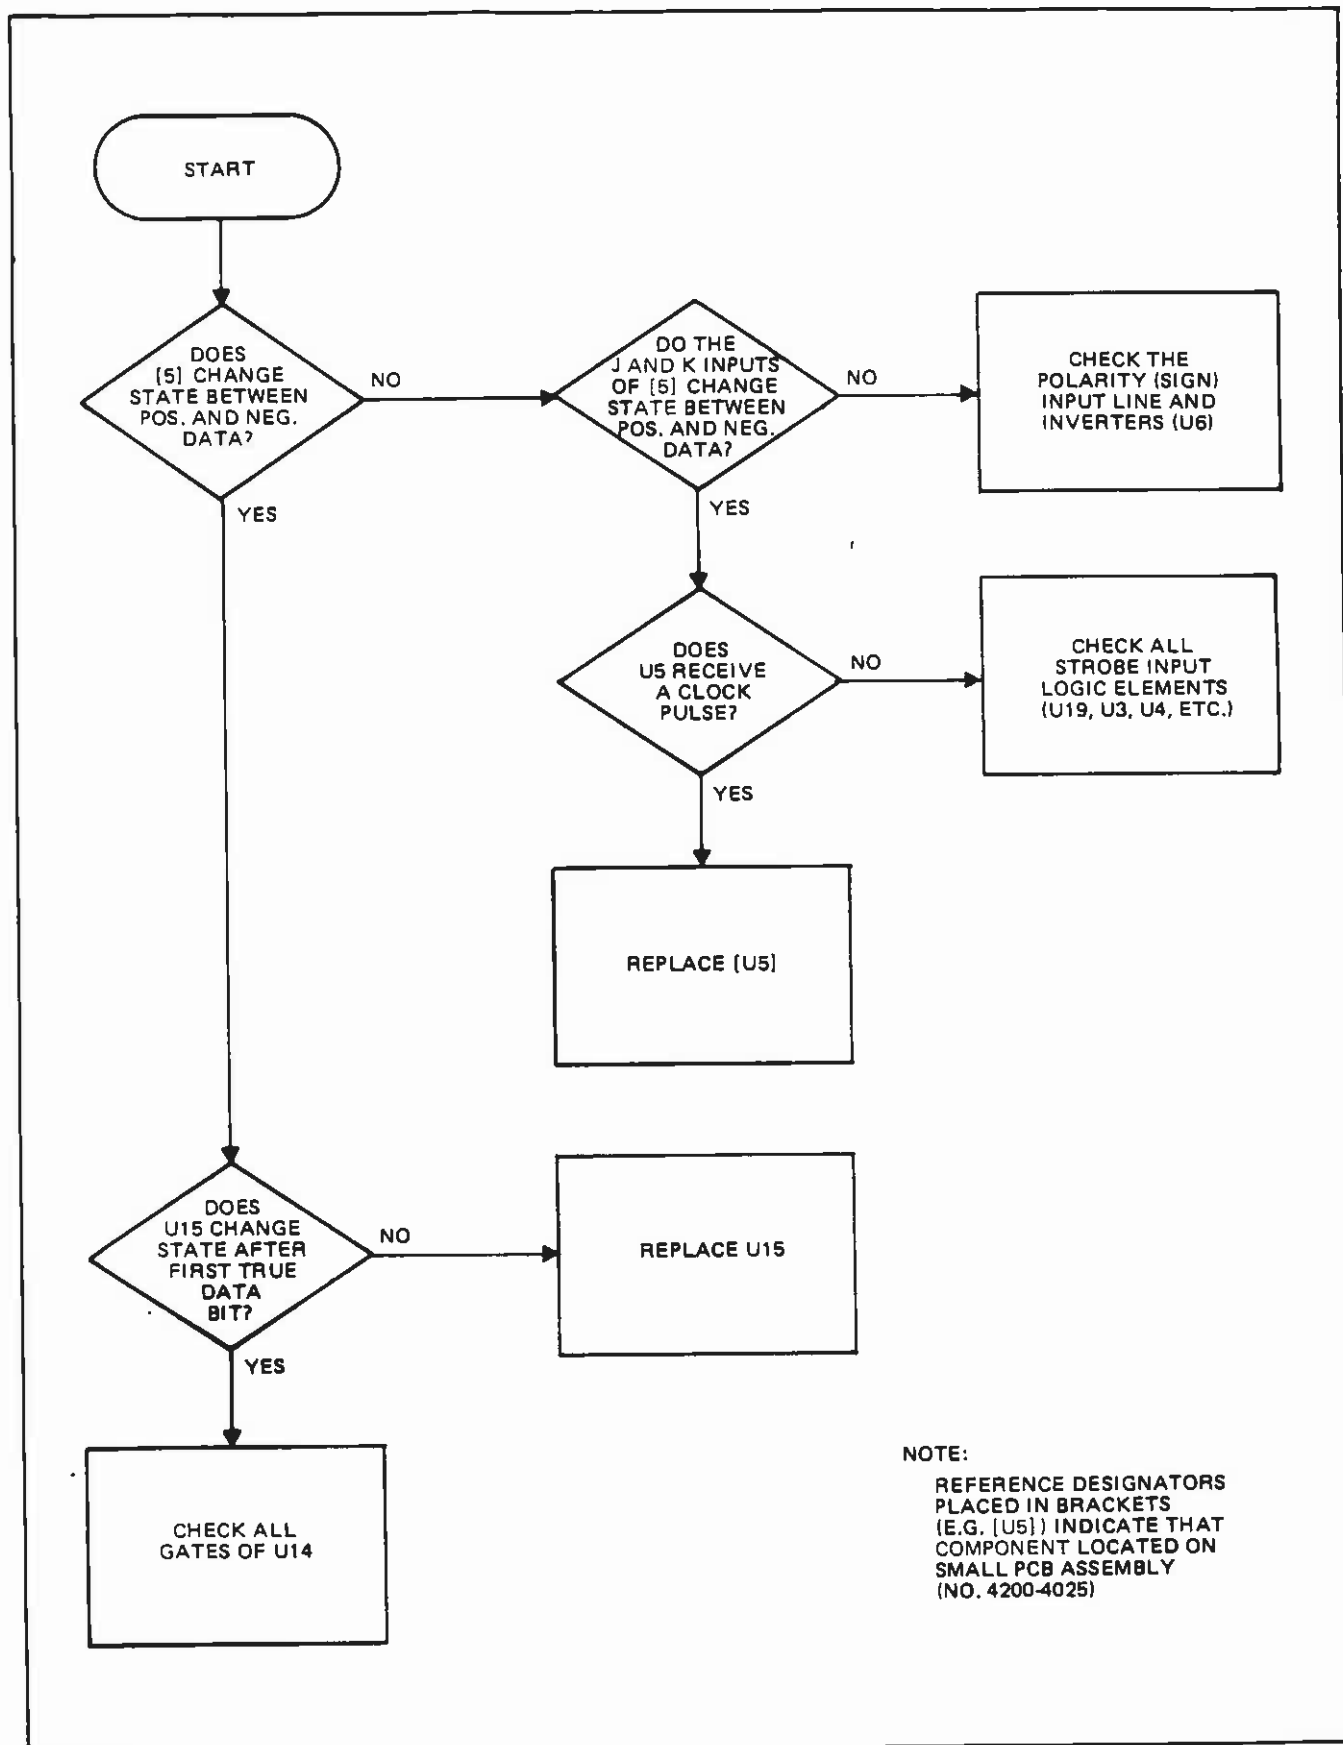 START
DOES
[5] CHANGE
STATE BETWEEN
POS. AND NEG.
DATA?
NO
YES
DO THE
J AND K INPUTS
OF [5] CHANGE
STATE BETWEEN
POS. AND NEG.
DATA?
NO
YES
CHECK THE
POLARITY (SIGN)
INPUT LINE AND
INVERTERS (U6)
DOES
U5 RECEIVE
A CLOCK
PULSE?
NO
YES
CHECK ALL
STROBE INPUT
LOGIC ELEMENTS
(U19, U3, U4, ETC.)
REPLACE [U5]
DOES
U15 CHANGE
STATE AFTER
FIRST TRUE
DATA
BIT?
NO
YES
REPLACE U15
CHECK ALL
GATES OF U14
NOTE:
REFERENCE DESIGNATORS
PLACED IN BRACKETS
(E.G. [U5]) INDICATE THAT
COMPONENT LOCATED ON
SMALL PCB ASSEMBLY
(NO. 4200-4025)